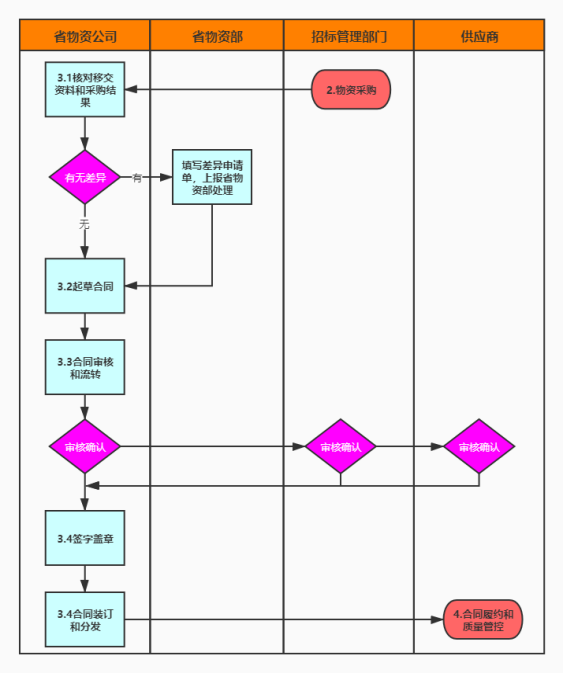 省物资公司
省物资部
招标管理部门
供应商
3.1核对移交
资料和采购结
果
2.物资采购
有无差异
有
填写差异申请
单，上报省物
资部处理
无
3.2起草合同
3.3合同审核
和流转
审核确认
审核确认
审核确认
3.4签字盖章
3.4合同装订
和分发
4.合同履约和
质量管控